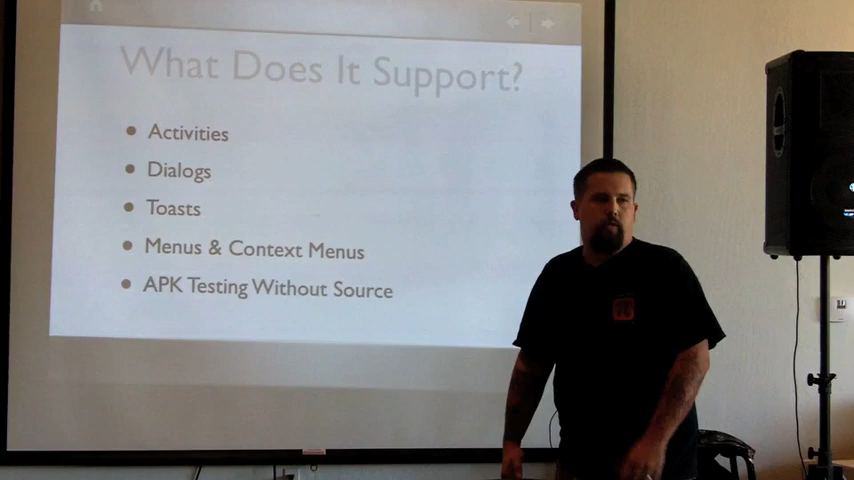 What Does It Support?
• Activities
• Dialogs
• Toasts
• Menus & Context Menus
• APK Testing Without Source